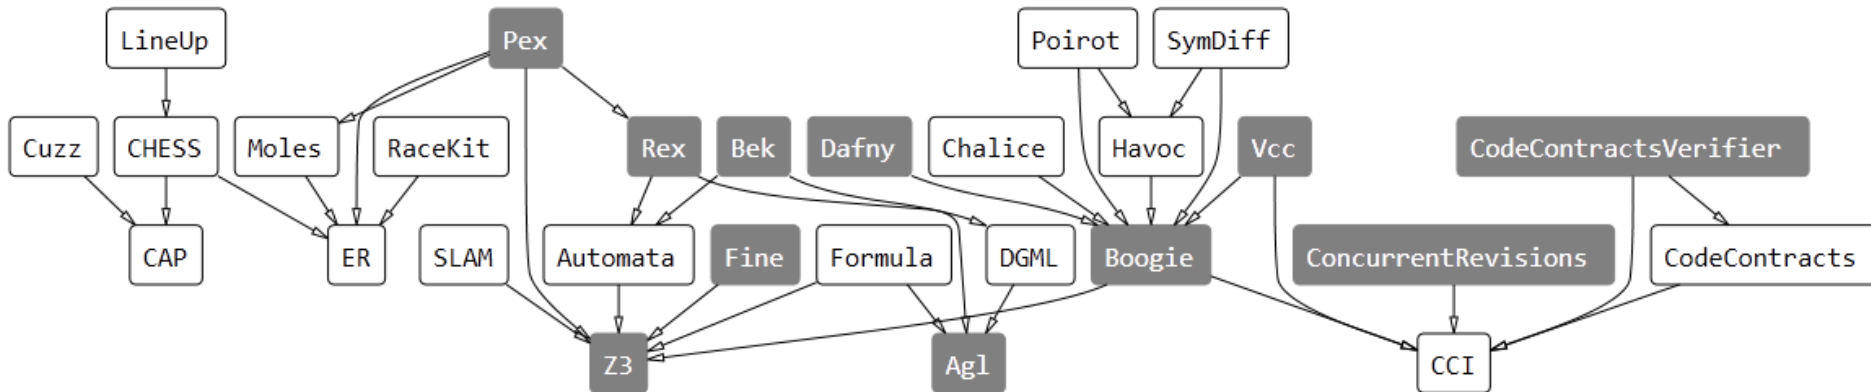 LineUp
Pex
Poirot
SymDiff
Cuzz
CHESS
Moles
RaceKit
Rex
Bek
Dafny
Chalice
Havoc
Vcc
CodeContractsVerifier
CAP
ER
SLAM
Automata
Fine
Formula
DGML
Boogie
ConcurrentRevisions
CodeContracts
Z3
Agl
CCI